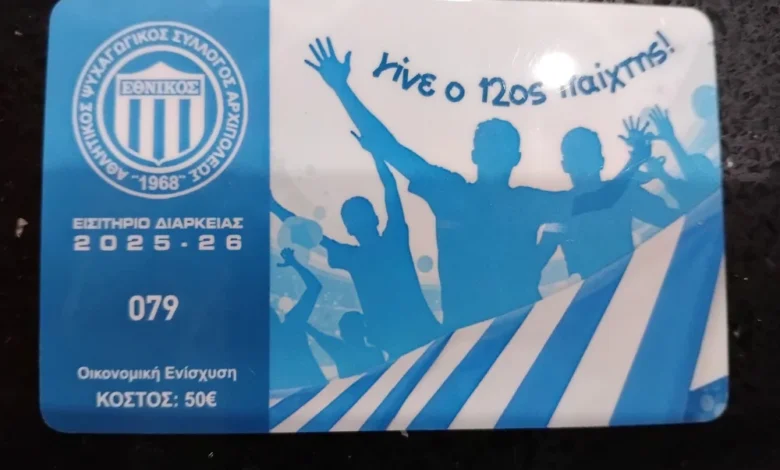 ΑΘΛΗΤΙΚΟΣ ΨΥΧΑΓΩΓΙΚΟΣ ΣΥΛΛΟΓΟΣ ΑΡΧΙΠΟΛΕΩΣ
ΕΘΝΙΚΟΣ
"1968"
ΕΙΣΙΤΗΡΙΟ ΔΙΑΡΚΕΙΑΣ
2025-26
079
Οικονομική Ενίσχυση
ΚΟΣΤΟΣ: 50€
γίνε ο 12ος παίχτης!